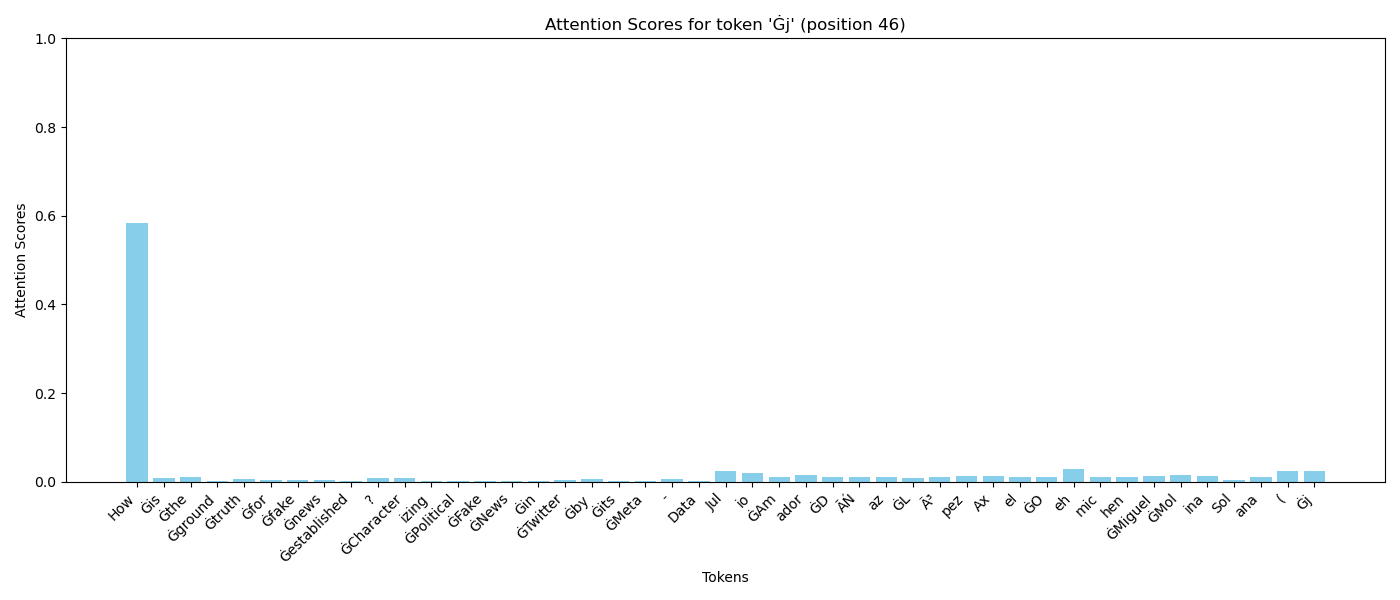 Attention Scores for token 'Ġj' (position 46)
1.0
0.8
0.6
0.4
0.2
0.0
Attention Scores
How
Ġis
Ġthe
Ġground
Ġtruth
Ġfor
Ġfake
Ġnews
Ġestablished
?
ĠCharacter
izing
ĠPolitical
ĠFake
ĠNews
Ġin
ĠTwitter
Ġby
Ġits
ĠMeta
-
Data
Jul
io
ĠAm
ador
ĠD
ÃŃ
az
ĠL
Ã³
pez
Ax
el
ĠO
eh
mic
hen
ĠMiguel
ĠMol
ina
Sol
ana
(
Ġj
Tokens